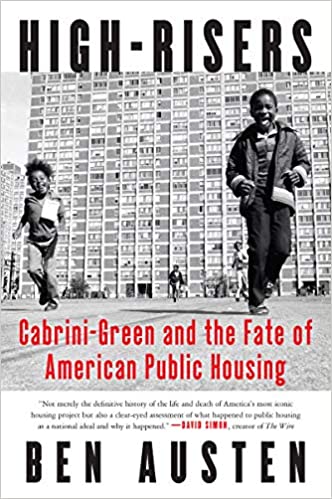 HIGH-RISERS
Cabrini-Green and the Fate of
American Public Housing
"Not merely the definitive history of the life and death of America's most iconic
housing project but also a clear-eyed assessment of what happened to public housing
as a national ideal and why it happened." —DAVID SIMON, creator of The Wire
BEN AUSTEN